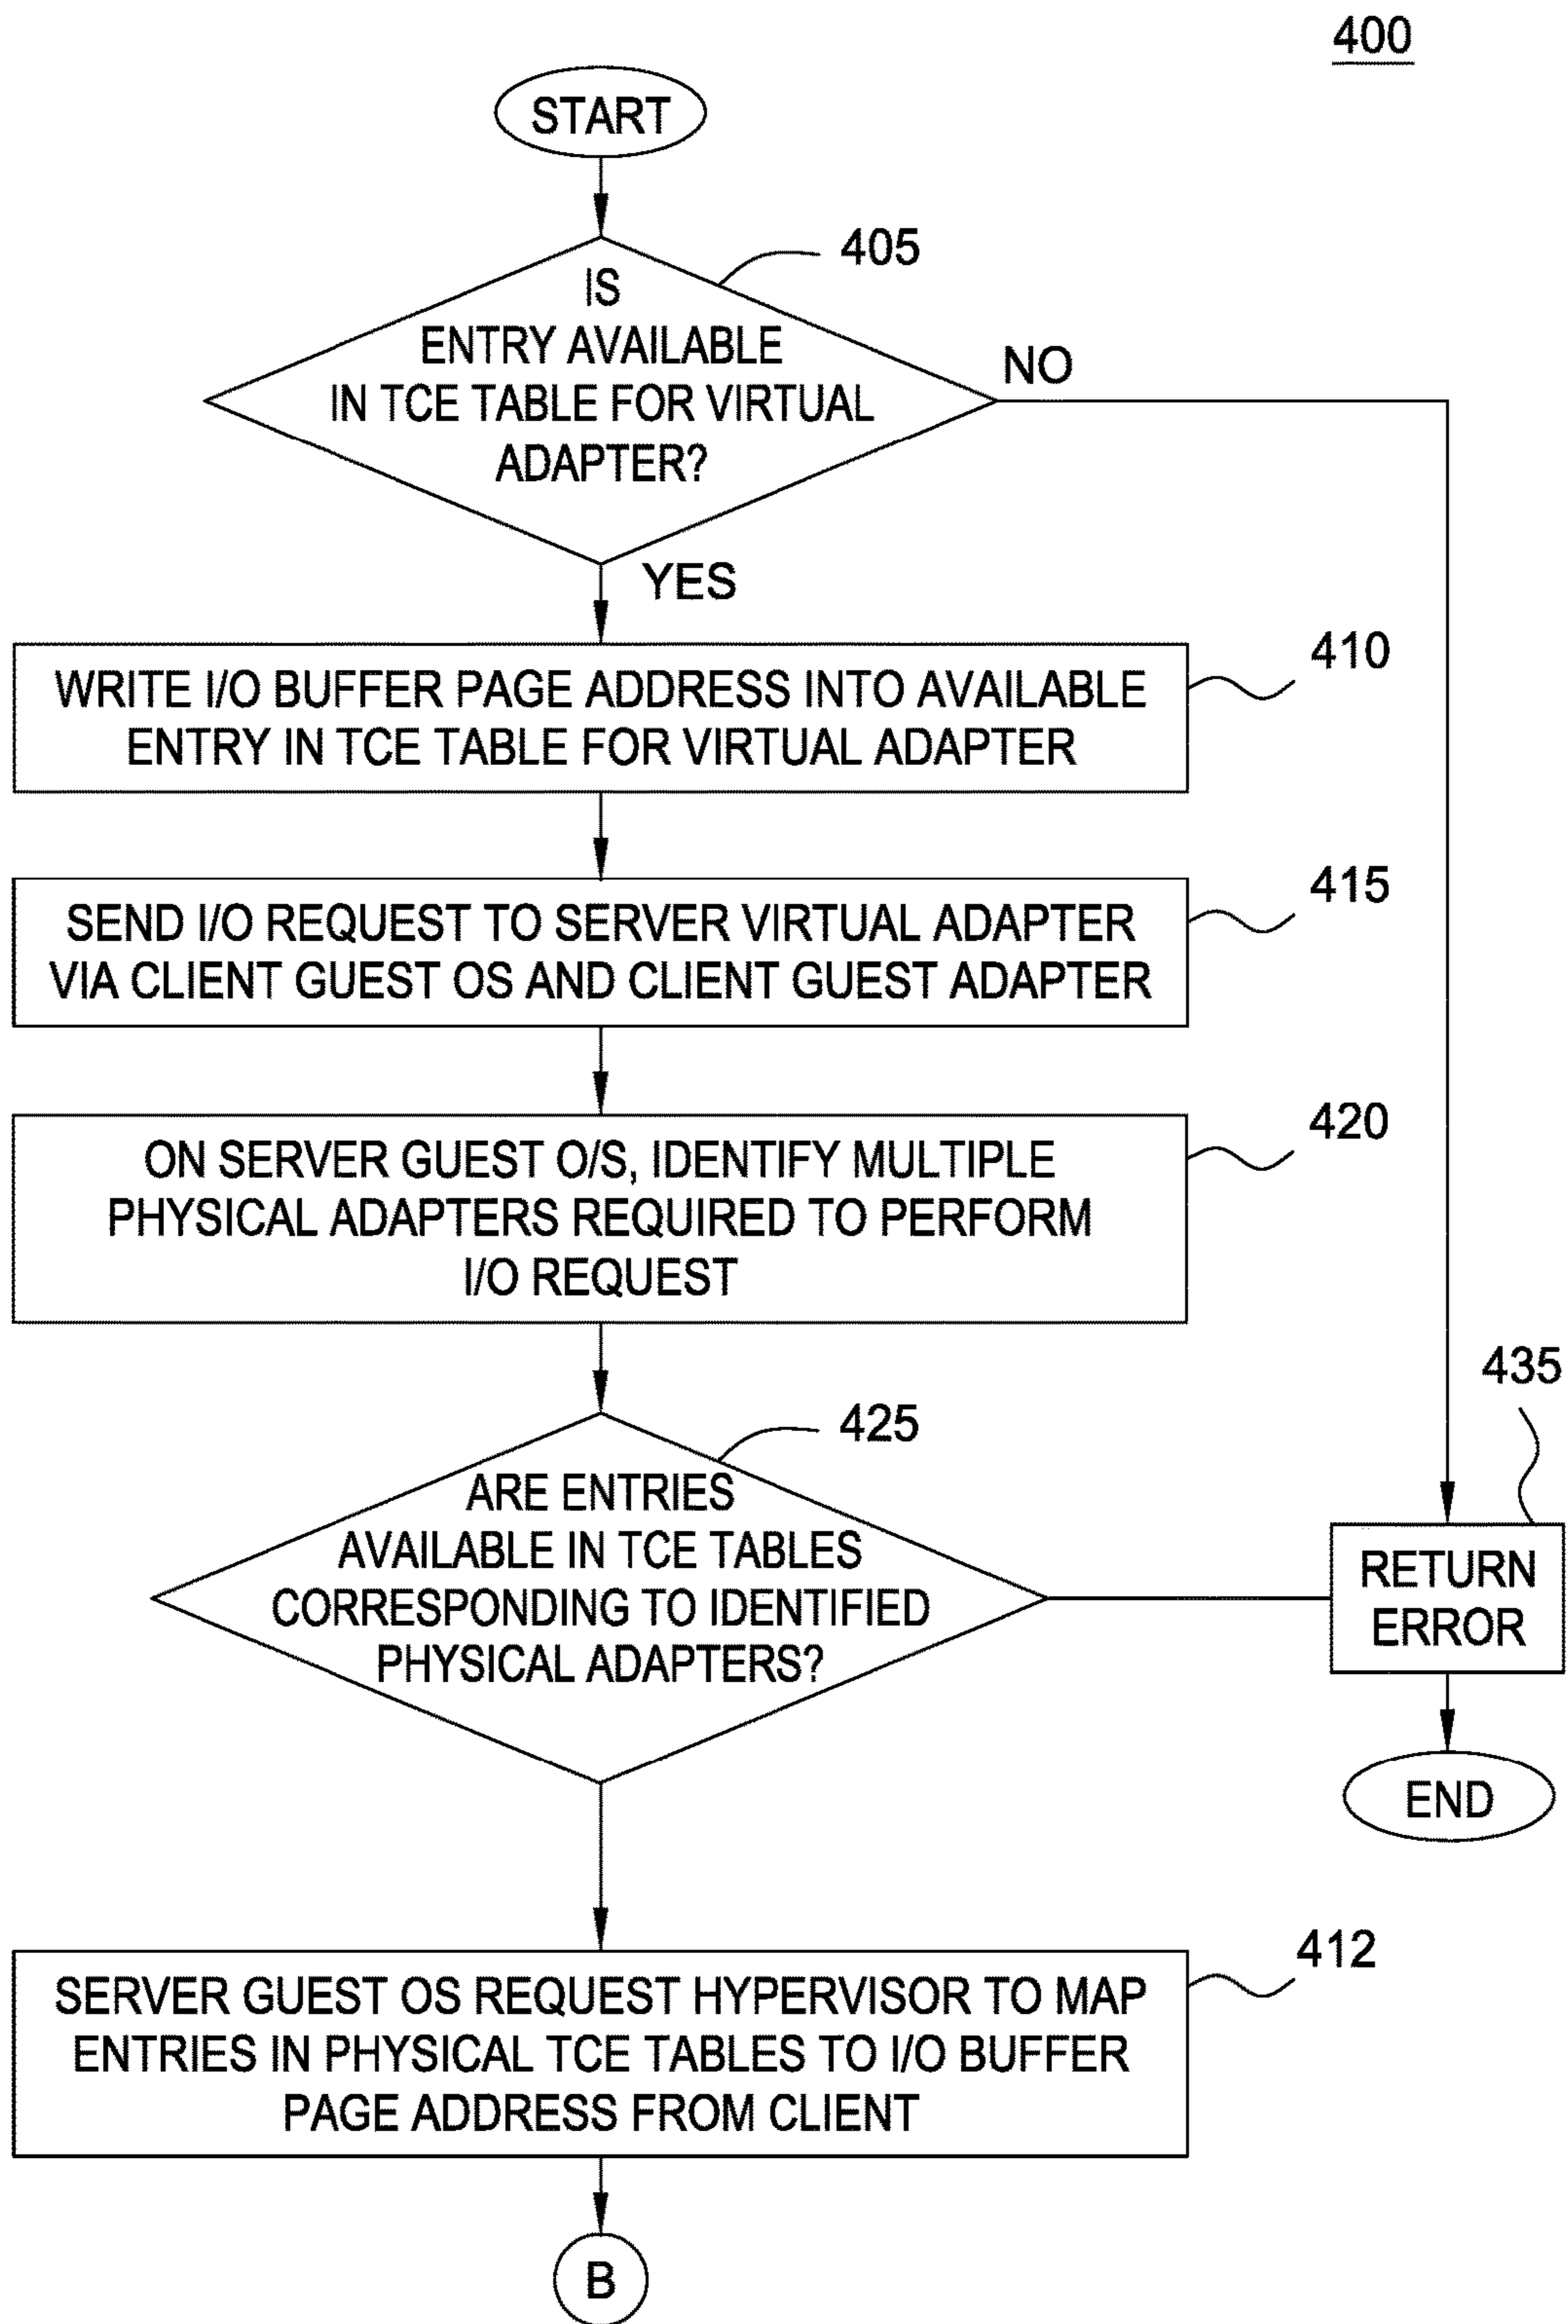 400
START
405
IS
ENTRY AVAILABLE
IN TCE TABLE FOR VIRTUAL
ADAPTER?
NO
YES
410
WRITE I/O BUFFER PAGE ADDRESS INTO AVAILABLE
ENTRY IN TCE TABLE FOR VIRTUAL ADAPTER
415
SEND I/O REQUEST TO SERVER VIRTUAL ADAPTER
VIA CLIENT GUEST OS AND CLIENT GUEST ADAPTER
420
ON SERVER GUEST O/S, IDENTIFY MULTIPLE
PHYSICAL ADAPTERS REQUIRED TO PERFORM
I/O REQUEST
435
425
ARE ENTRIES
AVAILABLE IN TCE TABLES
CORRESPONDING TO IDENTIFIED
PHYSICAL ADAPTERS?
RETURN
ERROR
END
412
SERVER GUEST OS REQUEST HYPERVISOR TO MAP
ENTRIES IN PHYSICAL TCE TABLES TO I/O BUFFER
PAGE ADDRESS FROM CLIENT
B